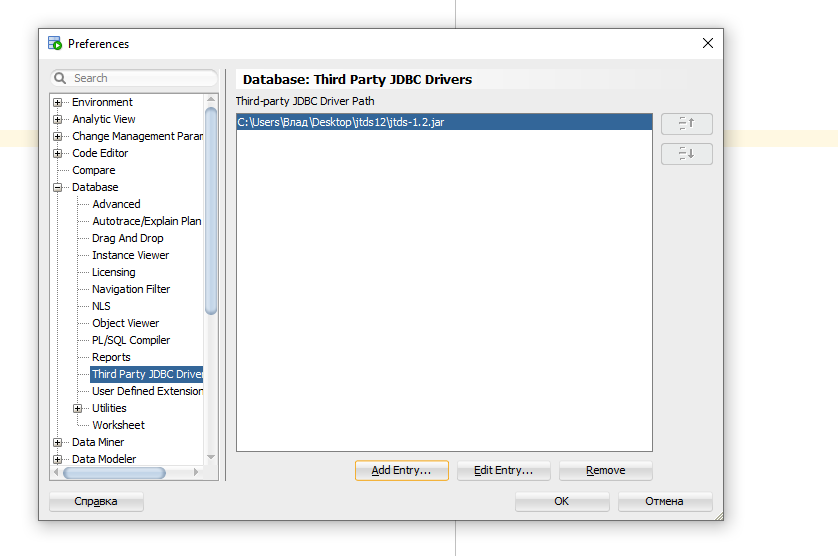 Preferences
Search
Environment
Analytic View
Change Management Parar
Code Editor
Compare
Database
Advanced
Autotrace/Explain Plan
Drag And Drop
Instance Viewer
Licensing
Navigation Filter
NLS
Object Viewer
PL/SQL Compiler
Reports
Third Party JDBC Driver
User Defined Extension
Utilities
Worksheet
Data Miner
Data Modeler
Database: Third Party JDBC Drivers
Third-party JDBC Driver Path
C:\Users\Влад\Desktop\jtds12\jtds-1.2.jar
Add Entry...
Edit Entry...
Remove
Справка
OK
Отмена